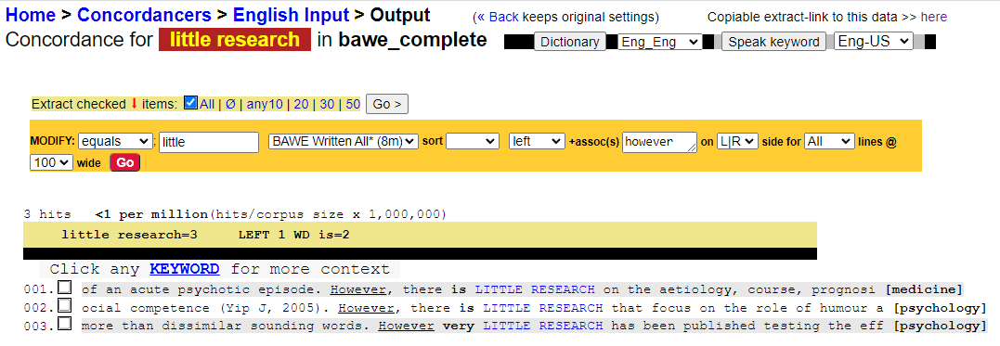 Home > Concordancers > English Input > Output (« Back keeps original settings) Copiable extract-link to this data >> here
Concordance for little research in bawe_complete Dictionary Eng_Eng Speak keyword Eng-US
Extract checked ↓ items: All | Ø | any10 | 20 | 30 | 50 Go >
MODIFY: equals : little BAWE Written All* (8m) sort left +assoc(s) however on L|R side for All lines @
100 wide Go
3 hits <1 per million(hits/corpus size x 1,000,000)
little research=3 LEFT 1 WD is=2
Click any KEYWORD for more context
001. of an acute psychotic episode. However, there is LITTLE RESEARCH on the aetiology, course, prognosi [medicine]
002. ocial competence (Yip J, 2005). However, there is LITTLE RESEARCH that focus on the role of humour a [psychology]
003. more than dissimilar sounding words. However very LITTLE RESEARCH has been published testing the eff [psychology]